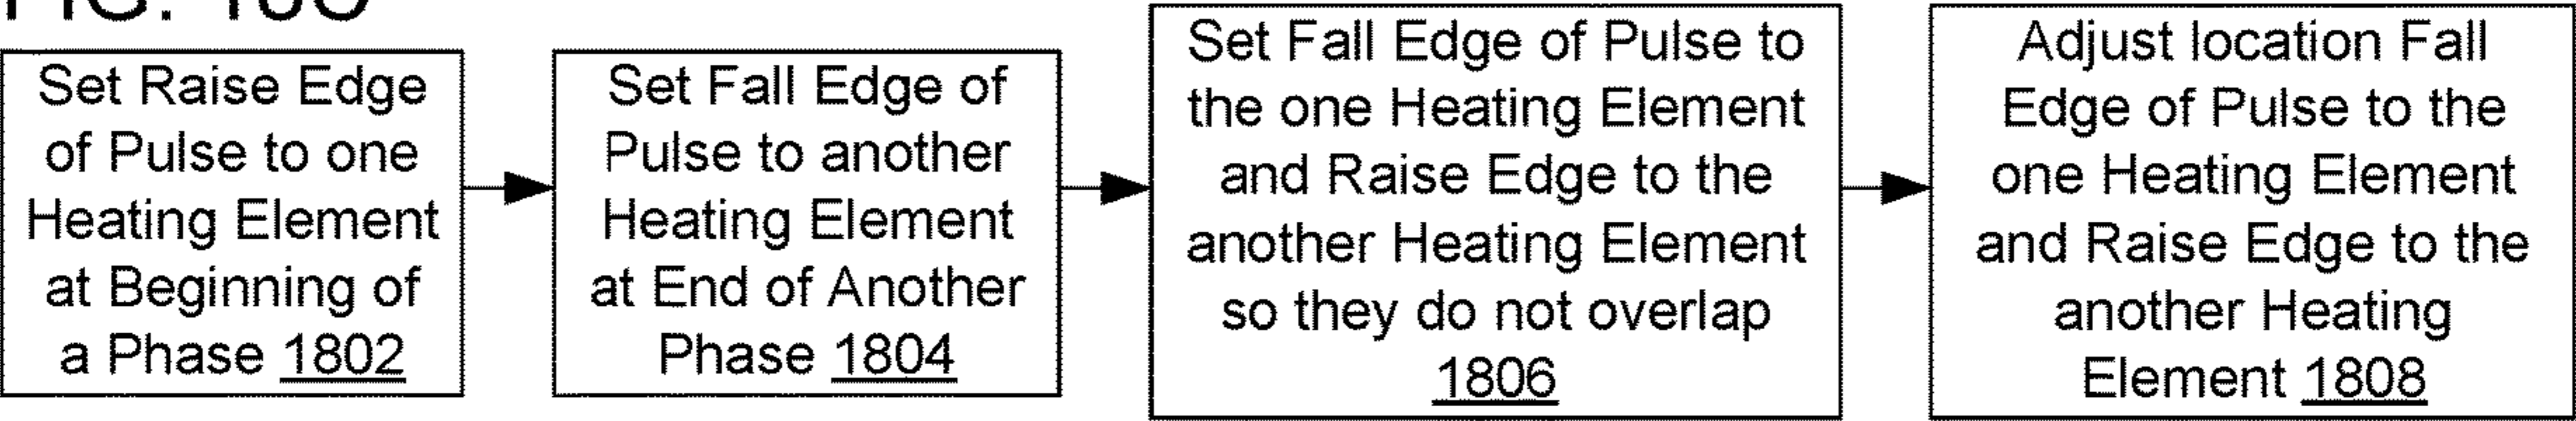 Set Raise Edge
of Pulse to one
Heating Element
at Beginning of
a Phase 1802
Set Fall Edge of
Pulse to another
Heating Element
at End of Another
Phase 1804
Set Fall Edge of Pulse to
the one Heating Element
and Raise Edge to the
another Heating Element
so they do not overlap
1806
Adjust location Fall
Edge of Pulse to the
one Heating Element
and Raise Edge to the
another Heating
Element 1808